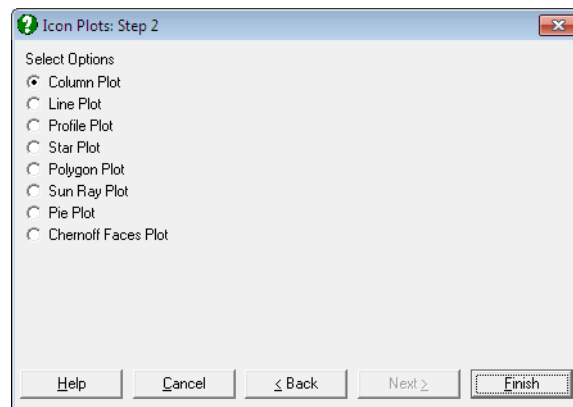 Icon Plots: Step 2
Select Options
Column Plot
Line Plot
Profile Plot
Star Plot
Polygon Plot
Sun Ray Plot
Pie Plot
Chernoff Faces Plot
Help Cancel < Back Next > Finish